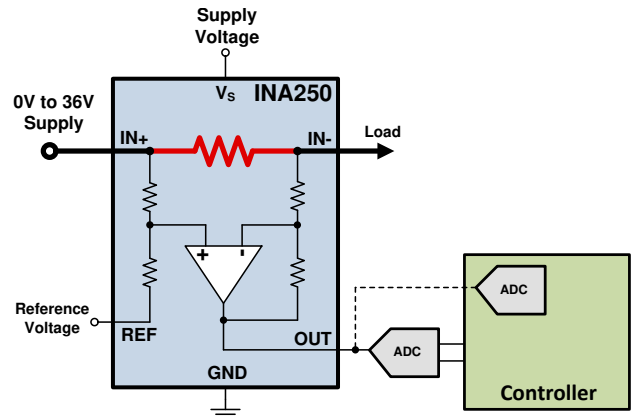 Supply
Voltage
Vs INA250
0V to 36V
Supply
IN+ IN- Load
+ -
Reference
Voltage
REF OUT
GND
ADC
ADC
Controller